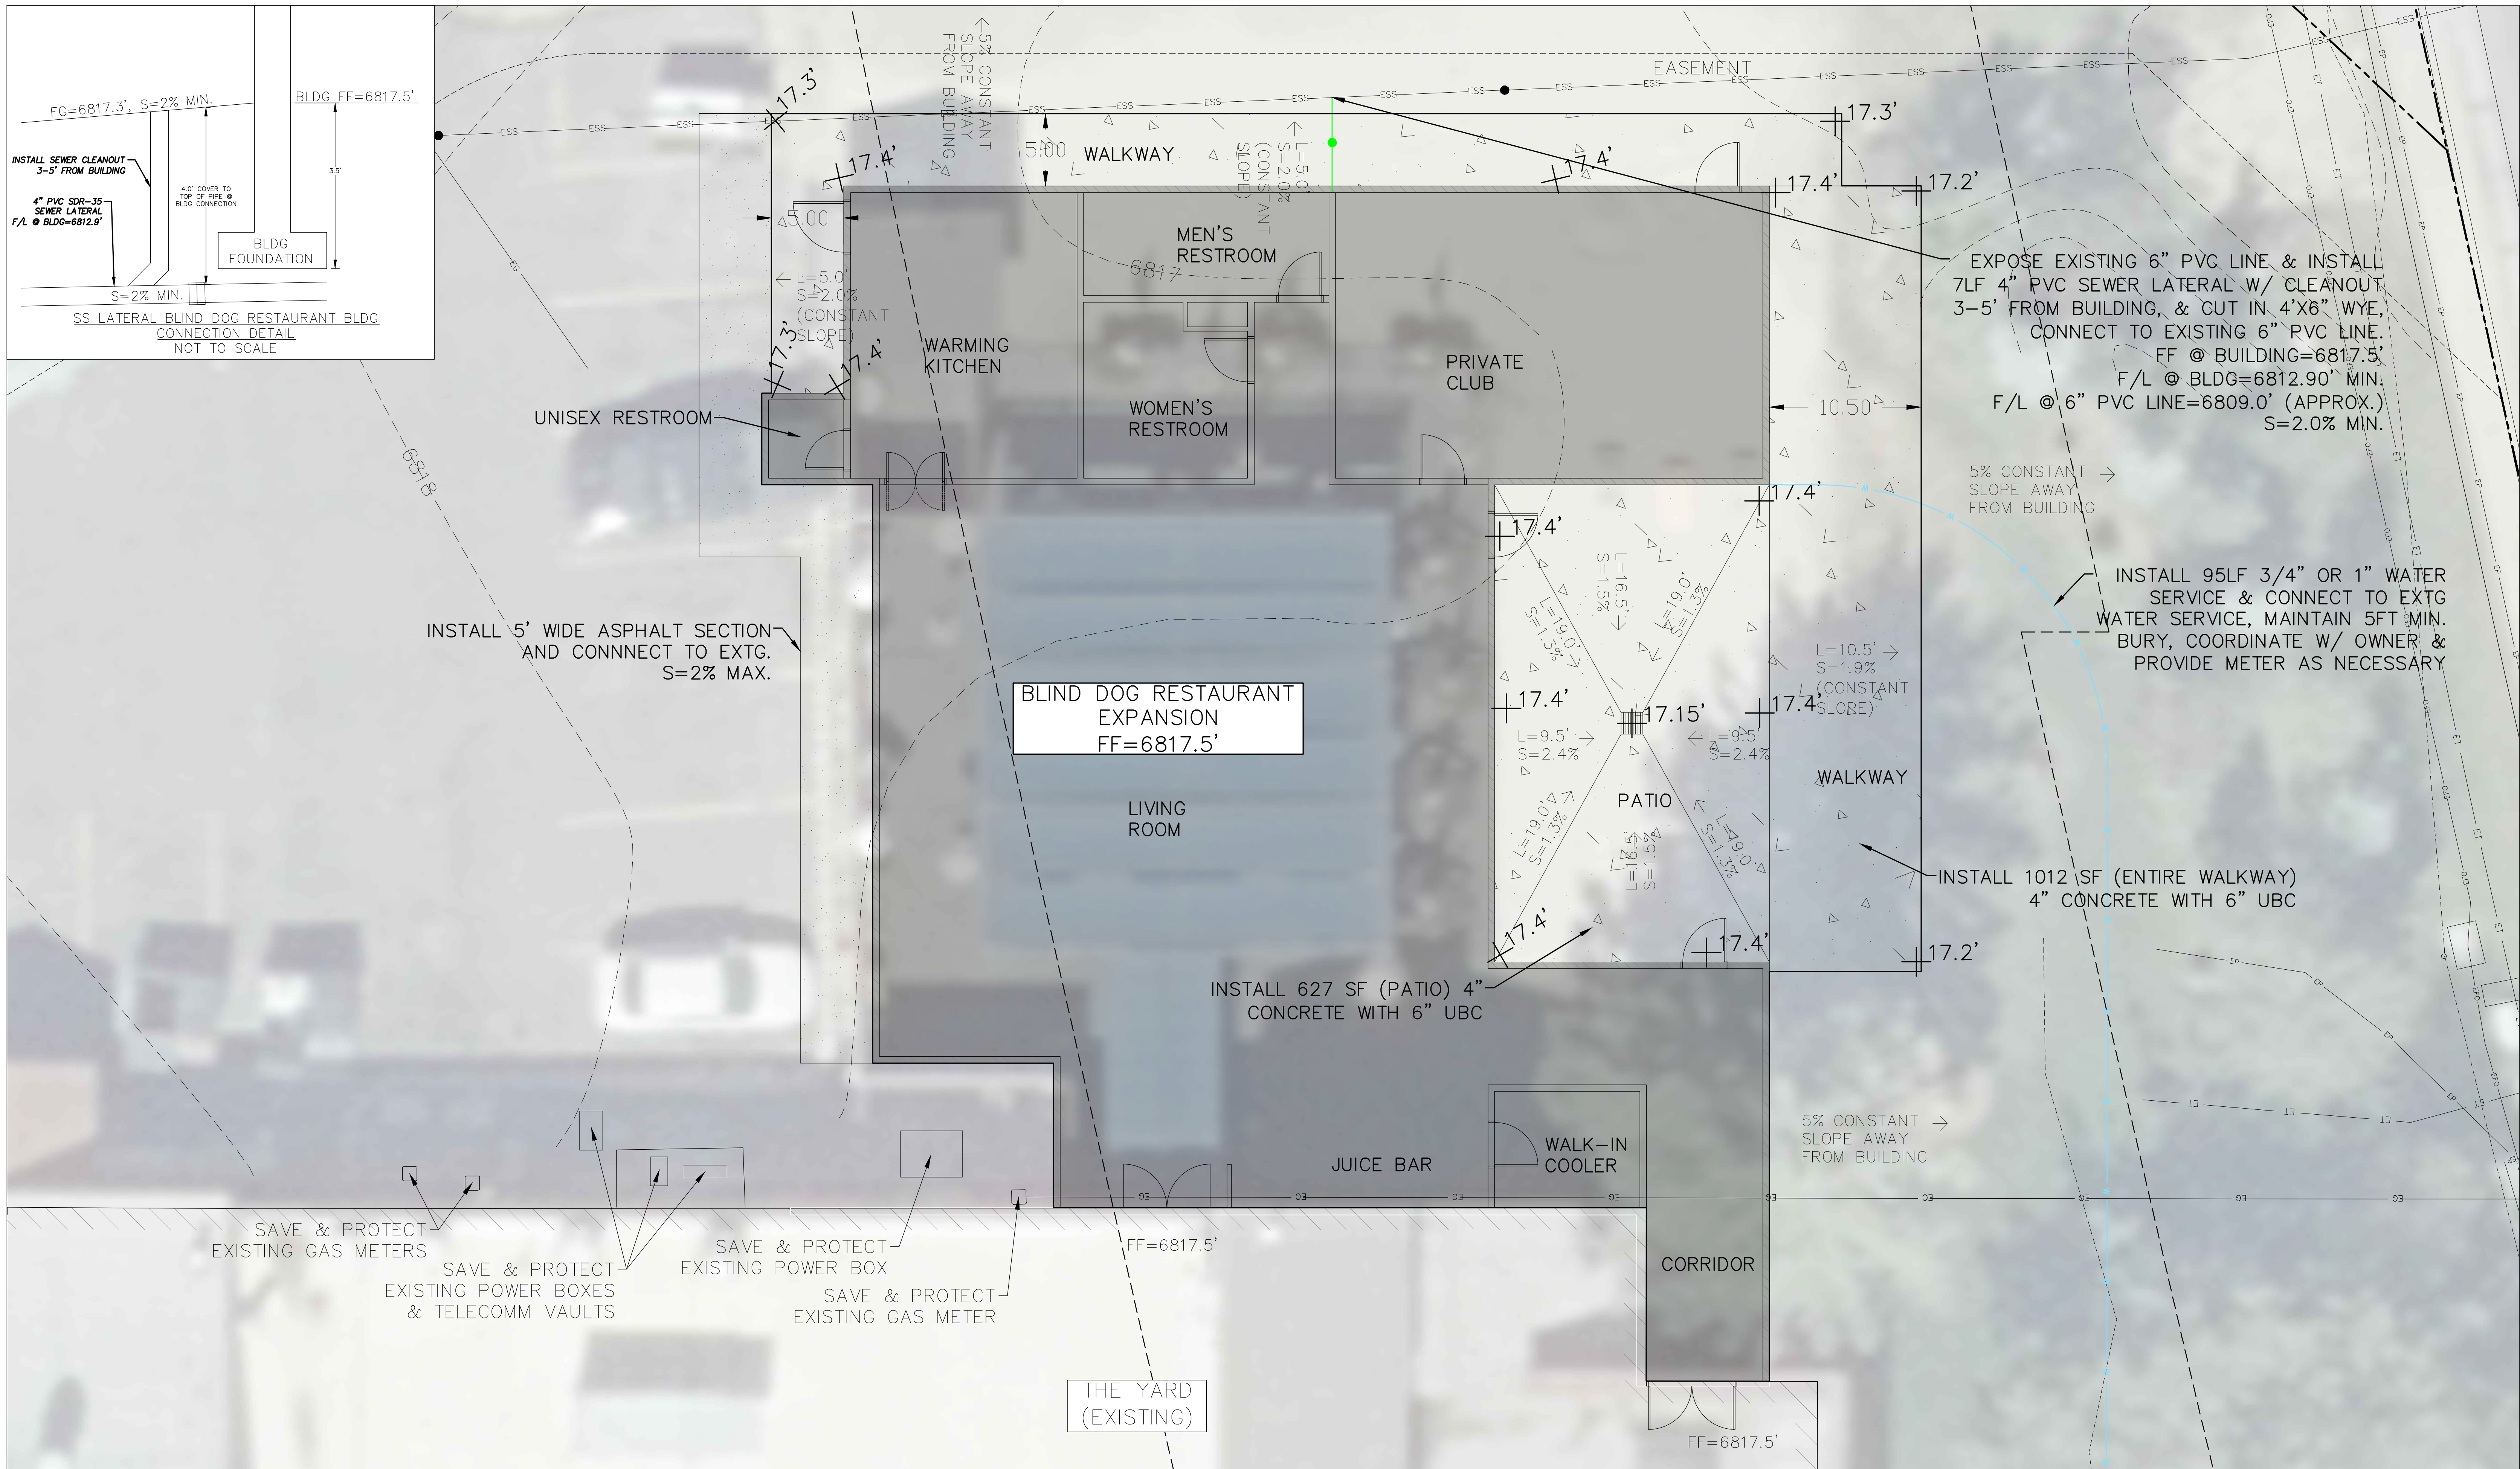 FG=6817.3', S=2% MIN.
BLDG FF=6817.5'
INSTALL SEWER CLEANOUT
3-5' FROM BUILDING
4" PVC SDR-35
SEWER LATERAL
F/L @ BLDG=6812.9'
4.0' COVER TO
TOP OF PIPE @
BLDG CONNECTION
3.5'
BLDG
FOUNDATION
S=2% MIN.
SS LATERAL BLIND DOG RESTAURANT BLDG
CONNECTION DETAIL
NOT TO SCALE
5% CONSTANT
SLOPE AWAY
FROM BUILDING
EASEMENT
ESS
17.3'
17.3'
17.4'
5.00
WALKWAY
L=5.0'
S=2.0%
(CONSTANT
SLOPE)
17.4'
17.4'
17.2'
5.00
MEN'S
RESTROOM
6817
L=5.0'
S=2.0%
(CONSTANT
SLOPE)
17.3'
17.4'
WARMING
KITCHEN
WOMEN'S
RESTROOM
PRIVATE
CLUB
UNISEX RESTROOM
10.50
EXPOSE EXISTING 6" PVC LINE & INSTALL
7LF 4" PVC SEWER LATERAL W/ CLEANOUT
3-5' FROM BUILDING, & CUT IN 4'X6" WYE,
CONNECT TO EXISTING 6" PVC LINE.
FF @ BUILDING=6817.5'
F/L @ BLDG=6812.90' MIN.
F/L @ 6" PVC LINE=6809.0' (APPROX.)
S=2.0% MIN.
6818
5% CONSTANT
SLOPE AWAY
FROM BUILDING
17.4'
17.4'
L=16.5'
S=1.5%
L=19.0'
S=1.3%
L=19.0'
S=1.3%
INSTALL 95LF 3/4" OR 1" WATER
SERVICE & CONNECT TO EXTG
WATER SERVICE, MAINTAIN 5FT MIN.
BURY, COORDINATE W/ OWNER &
PROVIDE METER AS NECESSARY
INSTALL 5' WIDE ASPHALT SECTION
AND CONNNECT TO EXTG.
S=2% MAX.
L=10.5'
S=1.9%
(CONSTANT
SLOPE)
BLIND DOG RESTAURANT
EXPANSION
FF=6817.5'
17.4'
17.15'
17.4'
L=9.5'
S=2.4%
L=9.5'
S=2.4%
WALKWAY
PATIO
LIVING
ROOM
L=19.0'
S=1.3%
L=16.5'
S=1.5%
L=19.0'
S=1.3%
INSTALL 1012 SF (ENTIRE WALKWAY)
4" CONCRETE WITH 6" UBC
17.4'
17.4'
17.2'
INSTALL 627 SF (PATIO) 4"
CONCRETE WITH 6" UBC
5% CONSTANT
SLOPE AWAY
FROM BUILDING
JUICE BAR
WALK-IN
COOLER
SAVE & PROTECT
EXISTING GAS METERS
SAVE & PROTECT
EXISTING POWER BOXES
& TELECOMM VAULTS
SAVE & PROTECT
EXISTING POWER BOX
SAVE & PROTECT
EXISTING GAS METER
FF=6817.5'
CORRIDOR
THE YARD
(EXISTING)
FF=6817.5'